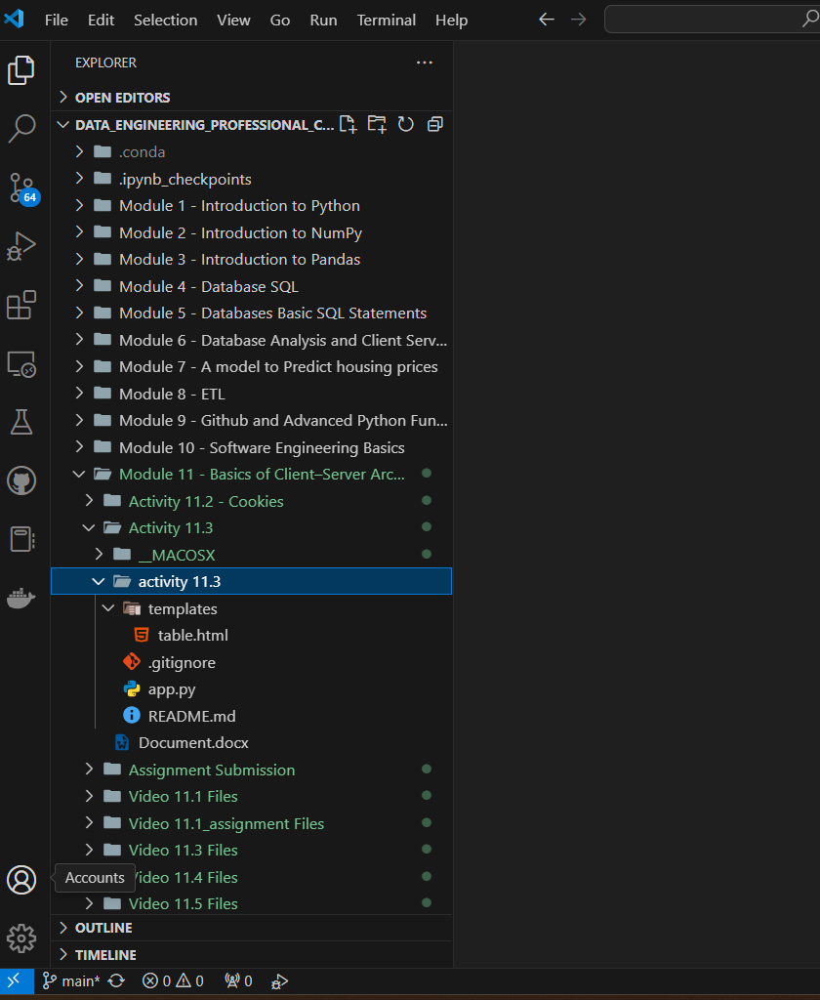 File Edit Selection View Go Run Terminal Help
EXPLORER
OPEN EDITORS
DATA_ENGINEERING_PROFESSIONAL_C...
.conda
.ipynb_checkpoints
Module 1 - Introduction to Python
Module 2 - Introduction to NumPy
Module 3 - Introduction to Pandas
Module 4 - Database SQL
Module 5 - Databases Basic SQL Statements
Module 6 - Database Analysis and Client Serv...
Module 7 - A model to Predict housing prices
Module 8 - ETL
Module 9 - Github and Advanced Python Fun...
Module 10 - Software Engineering Basics
Module 11 - Basics of Client–Server Arc...
Activity 11.2 - Cookies
Activity 11.3
__MACOSX
activity 11.3
templates
table.html
.gitignore
app.py
README.md
Document.docx
Assignment Submission
Video 11.1 Files
Video 11.1_assignment Files
Video 11.3 Files
Accounts
Video 11.4 Files
Video 11.5 Files
OUTLINE
TIMELINE
64
main* 0 0 0